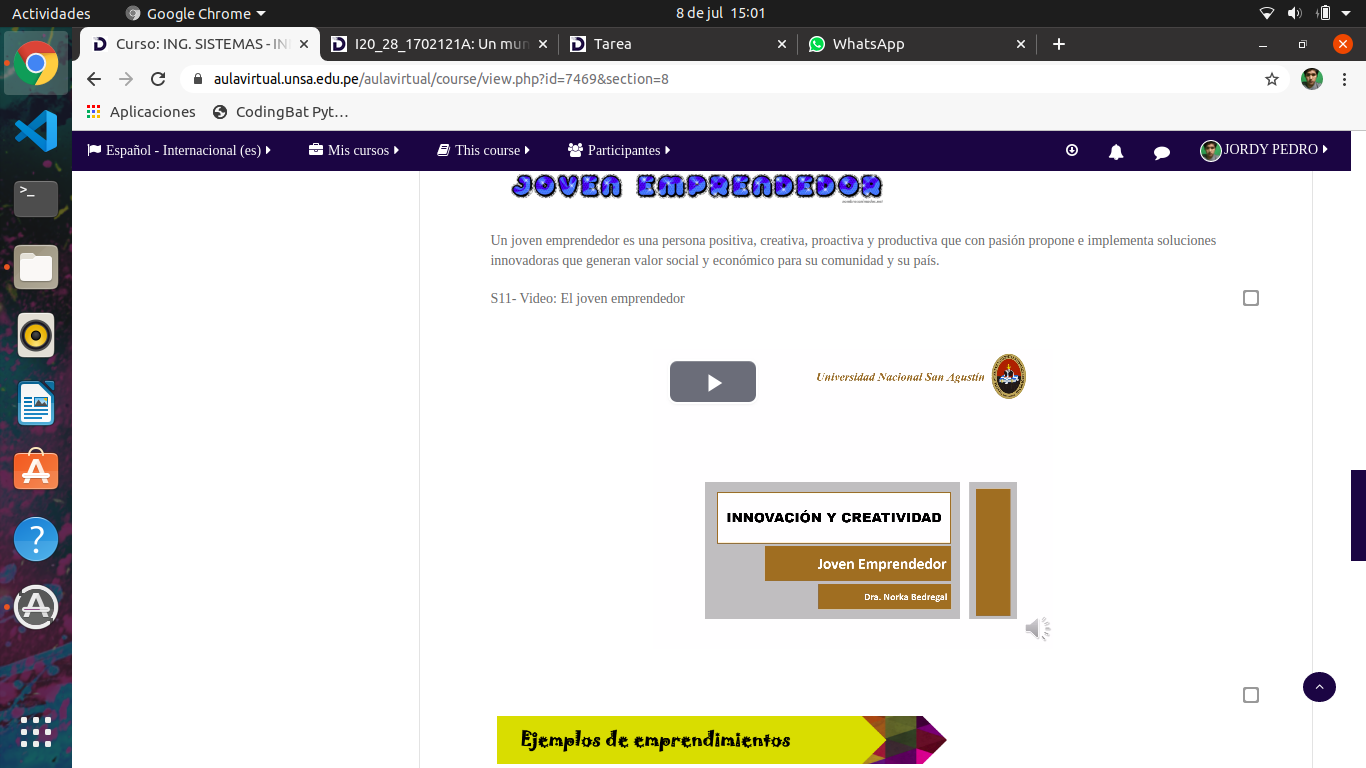 Actividades
Google Chrome
8 de jul 15:01
Curso: ING. SISTEMAS - IN
I20_28_1702121A: Un mun
Tarea
WhatsApp
aulavirtual.unsa.edu.pe/aulavirtual/course/view.php?id=7469&section=8
Aplicaciones
CodingBat Pyt…
Español - Internacional (es)
Mis cursos
This course
Participantes
JORDY PEDRO
JOVEN EMPRENDEDOR
Un joven emprendedor es una persona positiva, creativa, proactiva y productiva que con pasión propone e implementa soluciones
innovadoras que generan valor social y económico para su comunidad y su país.
S11- Video: El joven emprendedor
Universidad Nacional San Agustín
INNOVACIÓN Y CREATIVIDAD
Joven Emprendedor
Dra. Norka Bedregal
Ejemplos de emprendimientos